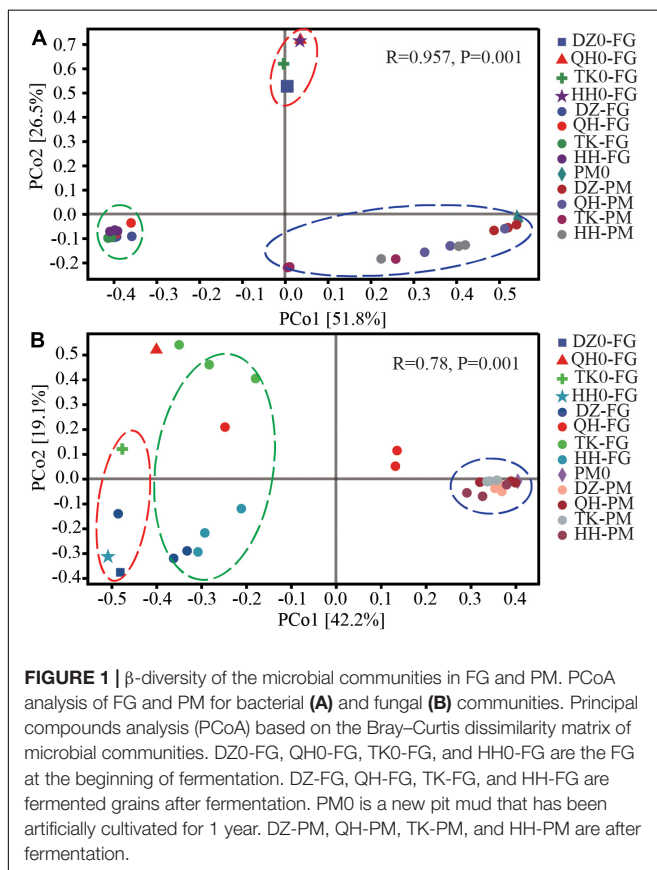 A
R=0.957, P=0.001
PCo2 [26.5%]
0.7
0.6
0.5
0.4
0.3
0.2
0.1
0.0
-0.1
-0.2
-0.4 -0.3 -0.2 -0.1 0.0 0.1 0.2 0.3 0.4 0.5
PCo1 [51.8%]
DZ0-FG
QH0-FG
TK0-FG
HH0-FG
DZ-FG
QH-FG
TK-FG
HH-FG
PM0
DZ-PM
QH-PM
TK-PM
HH-PM
B
R=0.78, P=0.001
PCo2 [19.1%]
0.5
0.4
0.3
0.2
0.1
0.0
-0.1
-0.2
-0.3
-0.4
-0.5 -0.4 -0.3 -0.2 -0.1 0.0 0.1 0.2 0.3 0.4
PCo1 [42.2%]
DZ0-FG
QH0-FG
TK0-FG
HH0-FG
DZ-FG
QH-FG
TK-FG
HH-FG
PM0
DZ-PM
QH-PM
TK-PM
HH-PM
FIGURE 1 | β-diversity of the microbial communities in FG and PM. PCoA
analysis of FG and PM for bacterial (A) and fungal (B) communities. Principal
compounds analysis (PCoA) based on the Bray–Curtis dissimilarity matrix of
microbial communities. DZ0-FG, QH0-FG, TK0-FG, and HH0-FG are the FG
at the beginning of fermentation. DZ-FG, QH-FG, TK-FG, and HH-FG are
fermented grains after fermentation. PM0 is a new pit mud that has been
artificially cultivated for 1 year. DZ-PM, QH-PM, TK-PM, and HH-PM are after
fermentation.